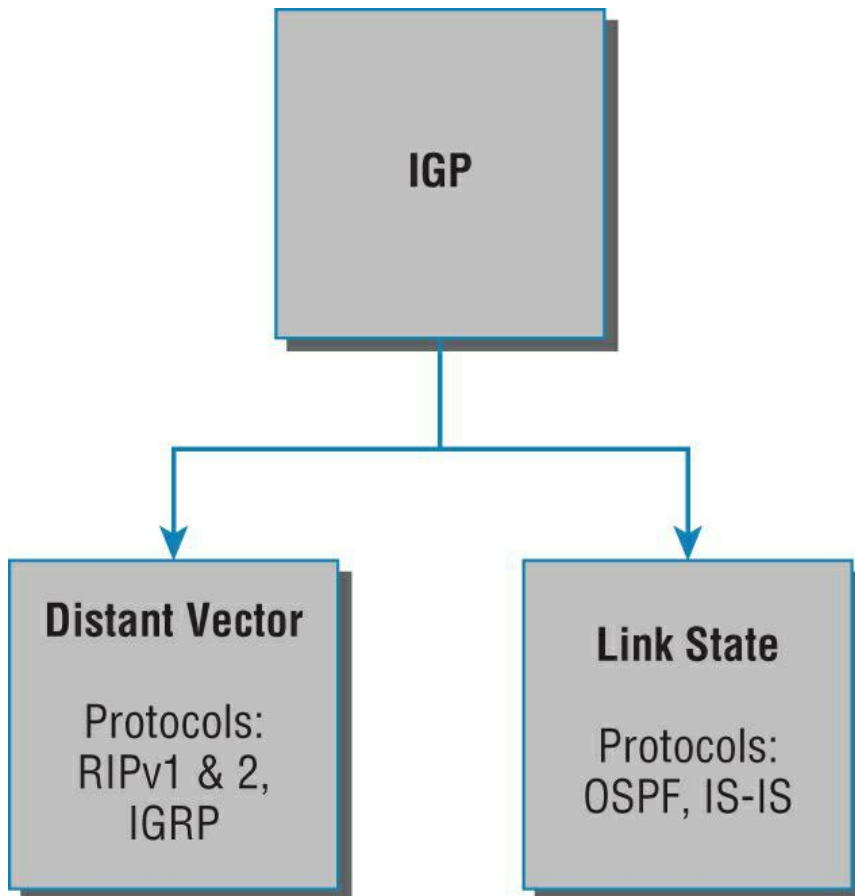 IGP
Distant Vector
Protocols:
RIPv1 & 2,
IGRP
Link State
Protocols:
OSPF, IS-IS